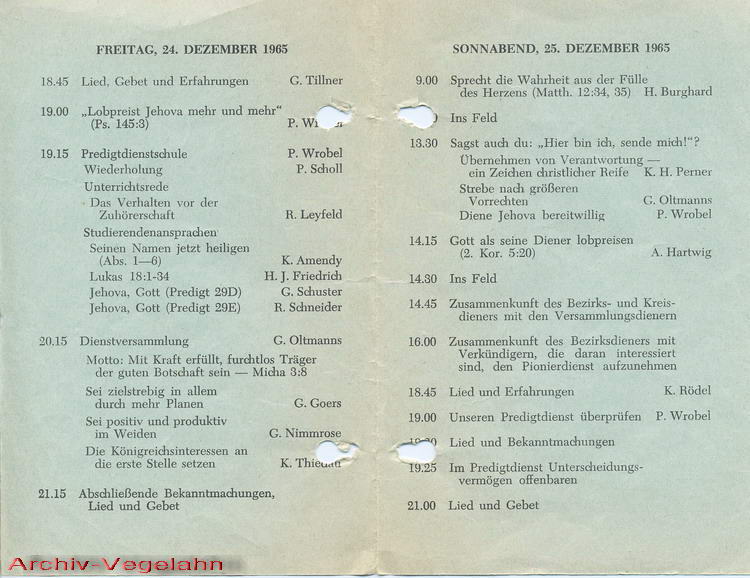 FREITAG, 24. DEZEMBER 1965
18.45 Lied, Gebet und Erfahrungen G. Tillner
19.00 „Lobpreist Jehova mehr und mehr“
(Ps. 145:3) P.
19.15 Predigtdienstschule P. Wrobel
Wiederholung P. Scholl
Unterrichtsrede
Das Verhalten vor der
Zuhörerschaft R. Leyfeld
Studierendenansprachen
Seinen Namen jetzt heiligen
(Abs. 1—6) K. Amendy
Lukas 18:1-34 H. J. Friedrich
Jehova, Gott (Predigt 29D) G. Schuster
Jehova, Gott (Predigt 29E) R. Schneider
20.15 Dienstversammlung G. Oltmanns
Motto: Mit Kraft erfüllt, furchtlos Träger
der guten Botschaft sein — Micha 3:8
Sei zielstrebig in allem
durch mehr Planen G. Goers
Sei positiv und produktiv
im Weiden G. Nimmrose
Die Königreichsinteressen an
die erste Stelle setzen K.
21.15 Abschließende Bekanntmachungen,
Lied und Gebet
SONNABEND, 25. DEZEMBER 1965
9.00 Sprecht die Wahrheit aus der Fülle
des Herzens (Matth. 12:34, 35) H. Burghard
Ins Feld
13.30 Sagst auch du: „Hier bin ich, sende mich!“?
Übernehmen von Verantwortung —
ein Zeichen christlicher Reife K. H. Perner
Strebe nach größeren
Vorrechten G. Oltmanns
Diene Jehova bereitwillig P. Wrobel
14.15 Gott als seine Diener lobpreisen
(2. Kor. 5:20) A. Hartwig
14.30 Ins Feld
14.45 Zusammenkunft des Bezirks- und Kreis-
dieners mit den Versammlungsdienern
16.00 Zusammenkunft des Bezirksdieners mit
Verkündigern, die daran interessiert
sind, den Pionierdienst aufzunehmen
18.45 Lied und Erfahrungen K. Rödel
19.00 Unseren Predigtdienst überprüfen P. Wrobel
Lied und Bekanntmachungen
19.25 Im Predigtdienst Unterscheidungs-
vermögen offenbaren
21.00 Lied und Gebet
Archiv-Vegelahn